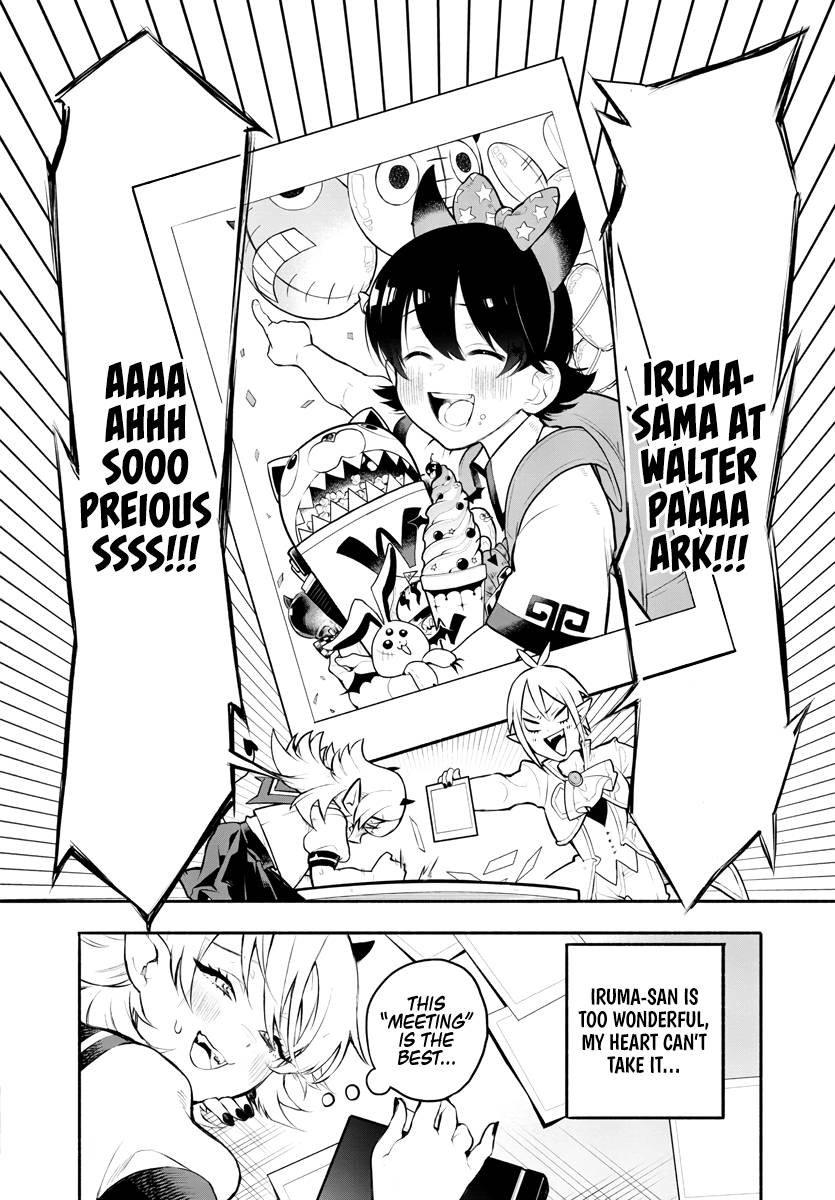 IRUMA-
SAMA AT
WALTER
PAAAA
ARK!!!
AAAA
AHHH
SOOO
PREIOUS
SSSS!!!
W
W
IRUMA-SAN IS
TOO WONDERFUL,
MY HEART CAN'T
TAKE IT...
THIS
"MEETING"
IS THE
BEST...